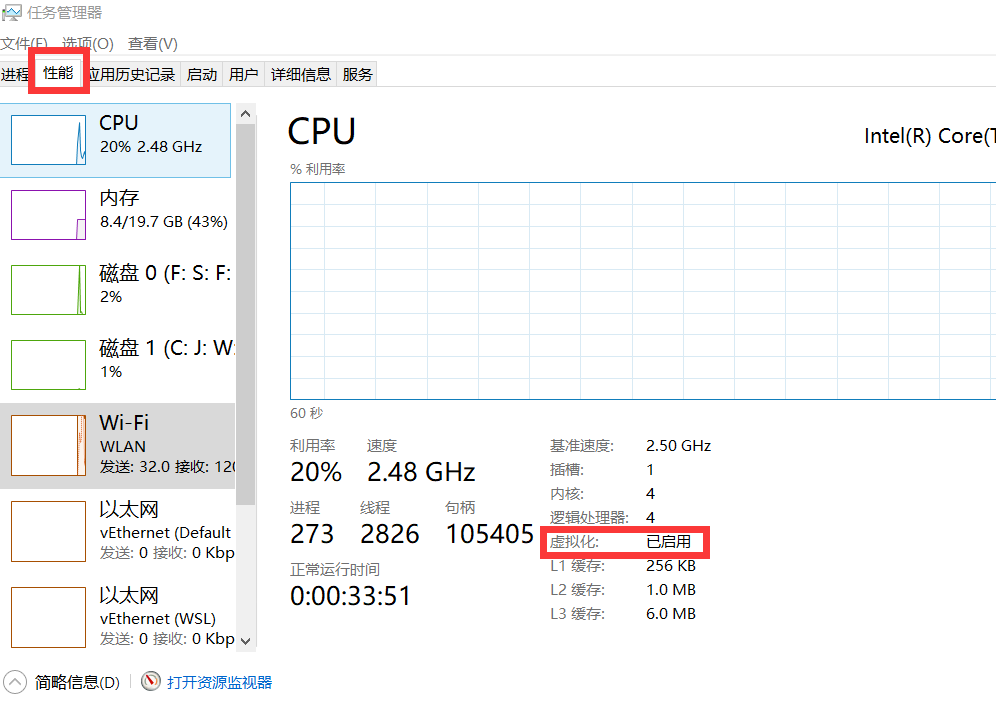 任务管理器
文件(F) 选项(O) 查看(V)
进程 性能 应用历史记录 启动 用户 详细信息 服务
CPU
20% 2.48 GHz
内存
8.4/19.7 GB (43%)
磁盘 0 (F: S: F:
2%
磁盘 1 (C: J: W:
1%
Wi-Fi
WLAN
发送: 32.0 接收: 120
以太网
vEthernet (Default
发送: 0 接收: 0 Kbp
以太网
vEthernet (WSL)
发送: 0 接收: 0 Kbp
CPU
Intel(R) Core(T
% 利用率
60 秒
利用率 速度
20% 2.48 GHz
进程 线程 句柄
273 2826 105405
正常运行时间
0:00:33:51
基准速度: 2.50 GHz
插槽: 1
内核: 4
逻辑处理器: 4
虚拟化: 已启用
L1 缓存: 256 KB
L2 缓存: 1.0 MB
L3 缓存: 6.0 MB
简略信息(D) 打开资源监视器